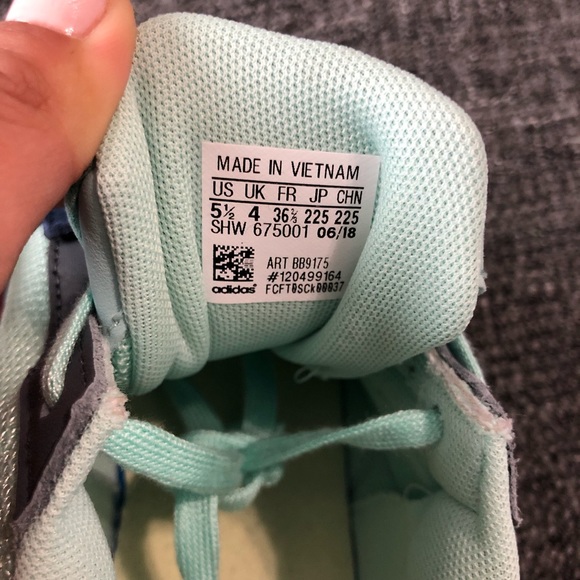 MADE IN VIETNAM
US UK FR JP CHN
5½ 4 36⅔ 225 225
SHW 675001 06/18
ART BB9175
#120499164
adidas® FCFT0SCk00037